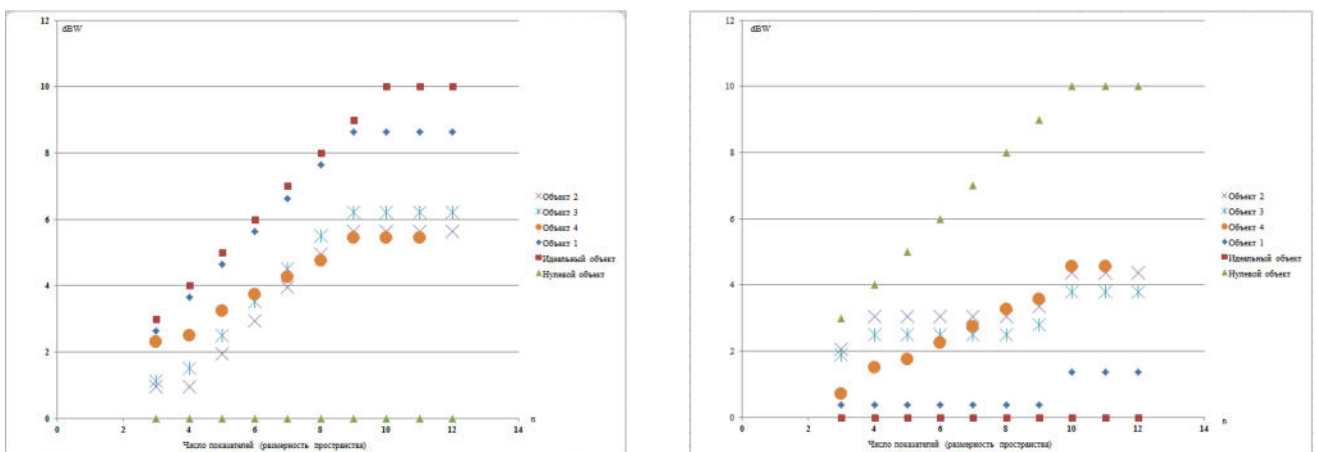 12
dBW
10
8
6
4
2
0
0
2
4
6
8
10
12
14
n
Число показателей (размерность пространства)
Объект 2
Объект 3
Объект 4
Объект 1
Идеальный объект
Нулевой объект
12
dBW
10
8
6
4
2
0
0
2
4
6
8
10
12
14
n
Число показателей (размерность пространства)
Объект 2
Объект 3
Объект 4
Объект 1
Идеальный объект
Нулевой объект